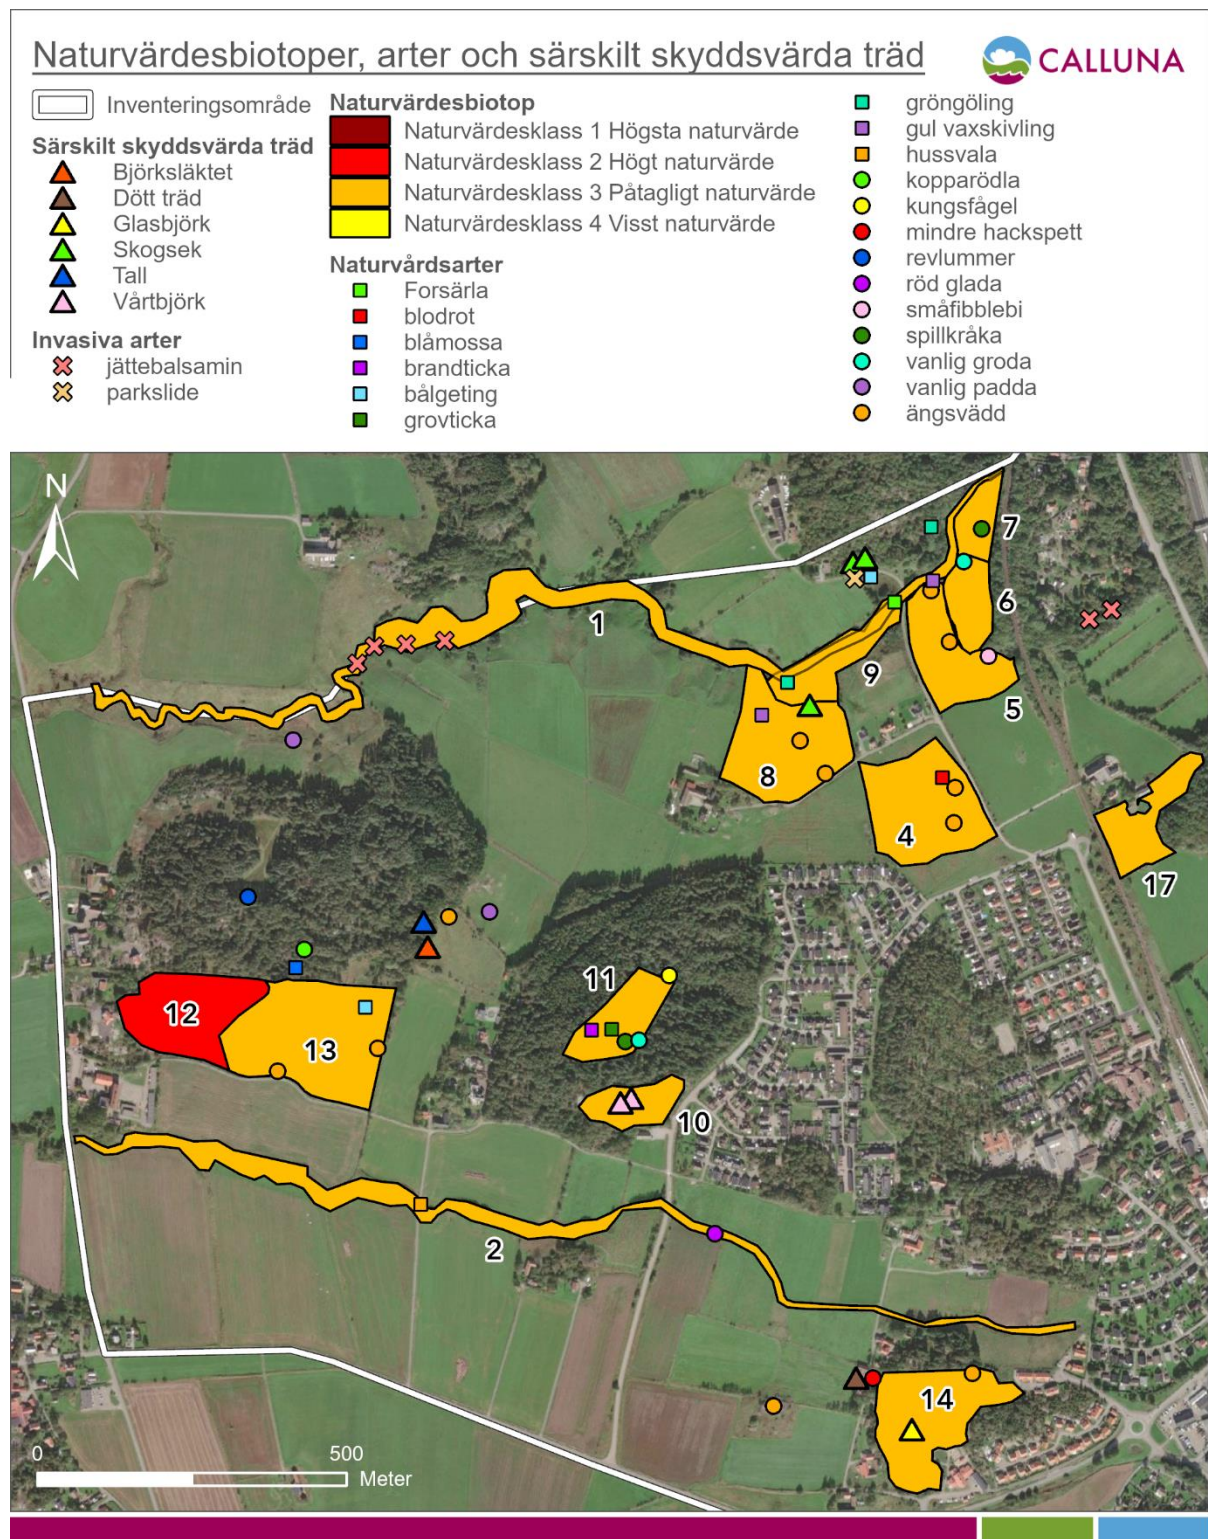 Naturvärdesbiotoper, arter och särskilt skyddsvärda träd
CALLUNA
Inventeringsområde
Särskilt skyddsvärda träd
Björksläktet
Dött träd
Glasbjörk
Skogsek
Tall
Vårtbjörk
Invasiva arter
jättebalsamin
parkslide
Naturvärdesbiotop
Naturvärdesklass 1 Högsta naturvärde
Naturvärdesklass 2 Högt naturvärde
Naturvärdesklass 3 Påtagligt naturvärde
Naturvärdesklass 4 Visst naturvärde
Naturvårdsarter
Forsärla
blodrot
blåmossa
brandticka
bålgeting
grovticka
gröngöling
gul vaxskivling
hussvala
kopparödla
kungsfågel
mindre hackspett
revlummer
röd glada
småfibblebi
spillkråka
vanlig groda
vanlig padda
ängsvädd
N
7
6
1
9
5
8
4
17
11
12
13
10
2
14
0 500
Meter